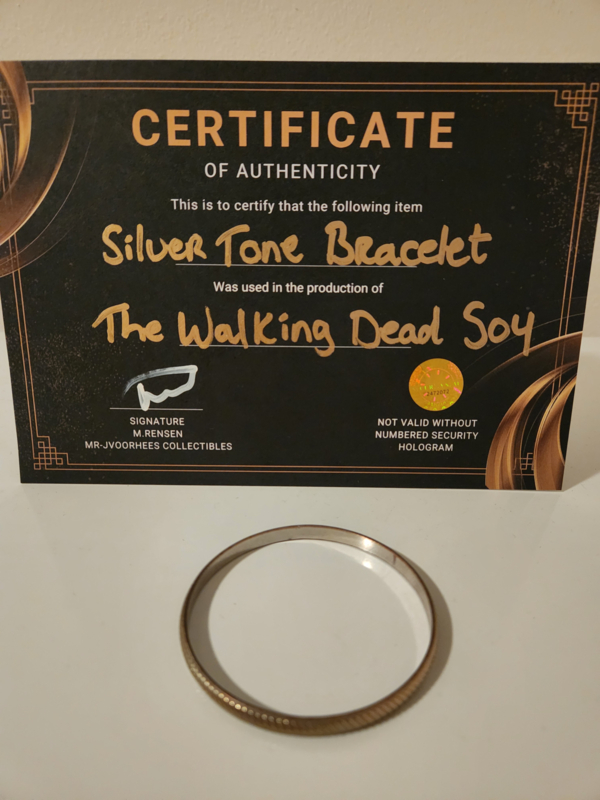 CERTIFICATE
OF AUTHENTICITY
This is to certify that the following item
Silver Tone Bracelet
Was used in the production of
The Walking Dead Soy
SIGNATURE
M.RENSEN
MR-JVOORHEES COLLECTIBLES
NOT VALID WITHOUT
NUMBERED SECURITY
HOLOGRAM